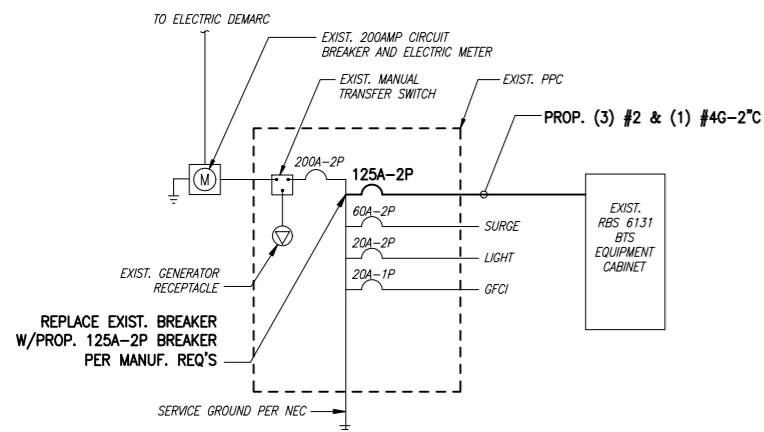 TO ELECTRIC DEMARC
EXIST. 200AMP CIRCUIT
BREAKER AND ELECTRIC METER
EXIST. MANUAL
TRANSFER SWITCH
EXIST. PPC
PROP. (3) #2 & (1) #4G-2"C
200A-2P
125A-2P
M
60A-2P
SURGE
20A-2P
LIGHT
20A-1P
GFCI
EXIST.
RBS 6131
BTS
EQUIPMENT
CABINET
EXIST. GENERATOR
RECEPTACLE
REPLACE EXIST. BREAKER
W/PROP. 125A-2P BREAKER
PER MANUF. REQ'S
SERVICE GROUND PER NEC